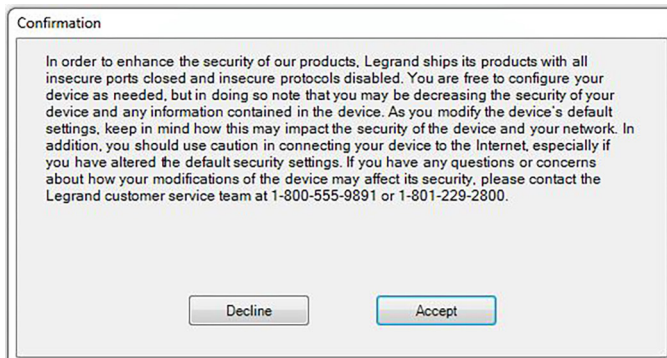 Confirmation
In order to enhance the security of our products, Legrand ships its products with all
insecure ports closed and insecure protocols disabled. You are free to configure your
device as needed, but in doing so note that you may be decreasing the security of your
device and any information contained in the device. As you modify the device's default
settings, keep in mind how this may impact the security of the device and your network. In
addition, you should use caution in connecting your device to the Internet, especially if
you have altered the default security settings. If you have any questions or concerns
about how your modifications of the device may affect its security, please contact the
Legrand customer service team at 1-800-555-9891 or 1-801-229-2800.
Decline
Accept